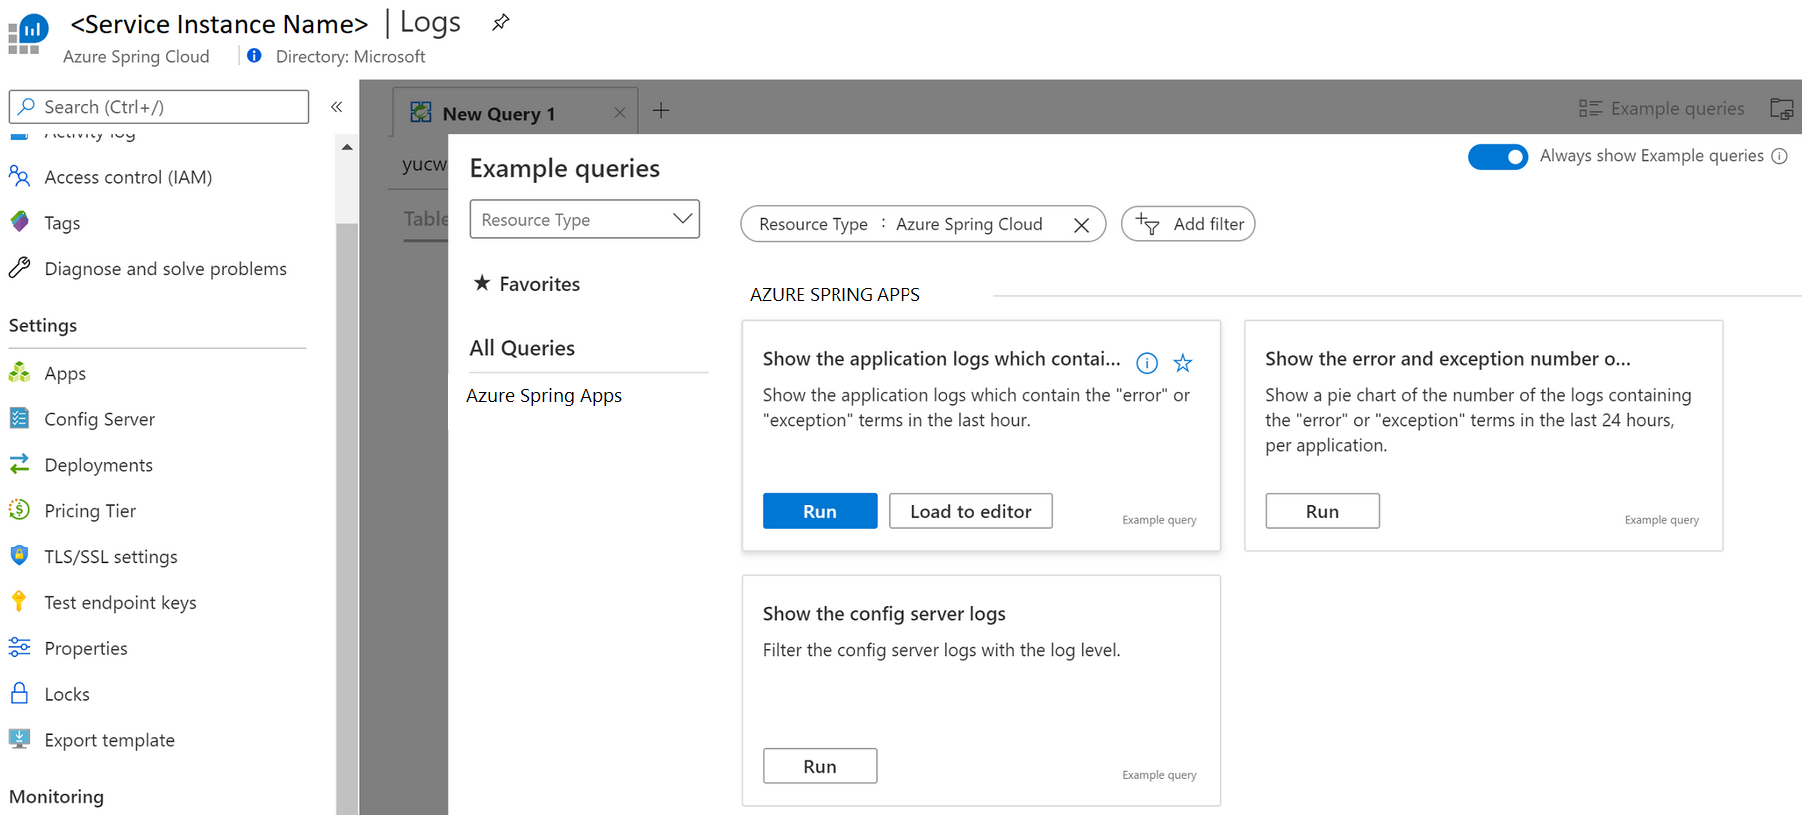 <Service Instance Name> | Logs
Azure Spring Cloud
Directory: Microsoft
Search (Ctrl+/)
«
Activity log
Access control (IAM)
Tags
Diagnose and solve problems
Settings
Apps
Config Server
Deployments
Pricing Tier
TLS/SSL settings
Test endpoint keys
Properties
Locks
Export template
Monitoring
New Query 1
Example queries
yucw
Table
Example queries
Always show Example queries
Resource Type
Resource Type : Azure Spring Cloud
Add filter
★ Favorites
All Queries
Azure Spring Apps
AZURE SPRING APPS
Show the application logs which contai...
Show the application logs which contain the "error" or
"exception" terms in the last hour.
Run
Load to editor
Example query
Show the error and exception number o...
Show a pie chart of the number of the logs containing
the "error" or "exception" terms in the last 24 hours,
per application.
Run
Example query
Show the config server logs
Filter the config server logs with the log level.
Run
Example query